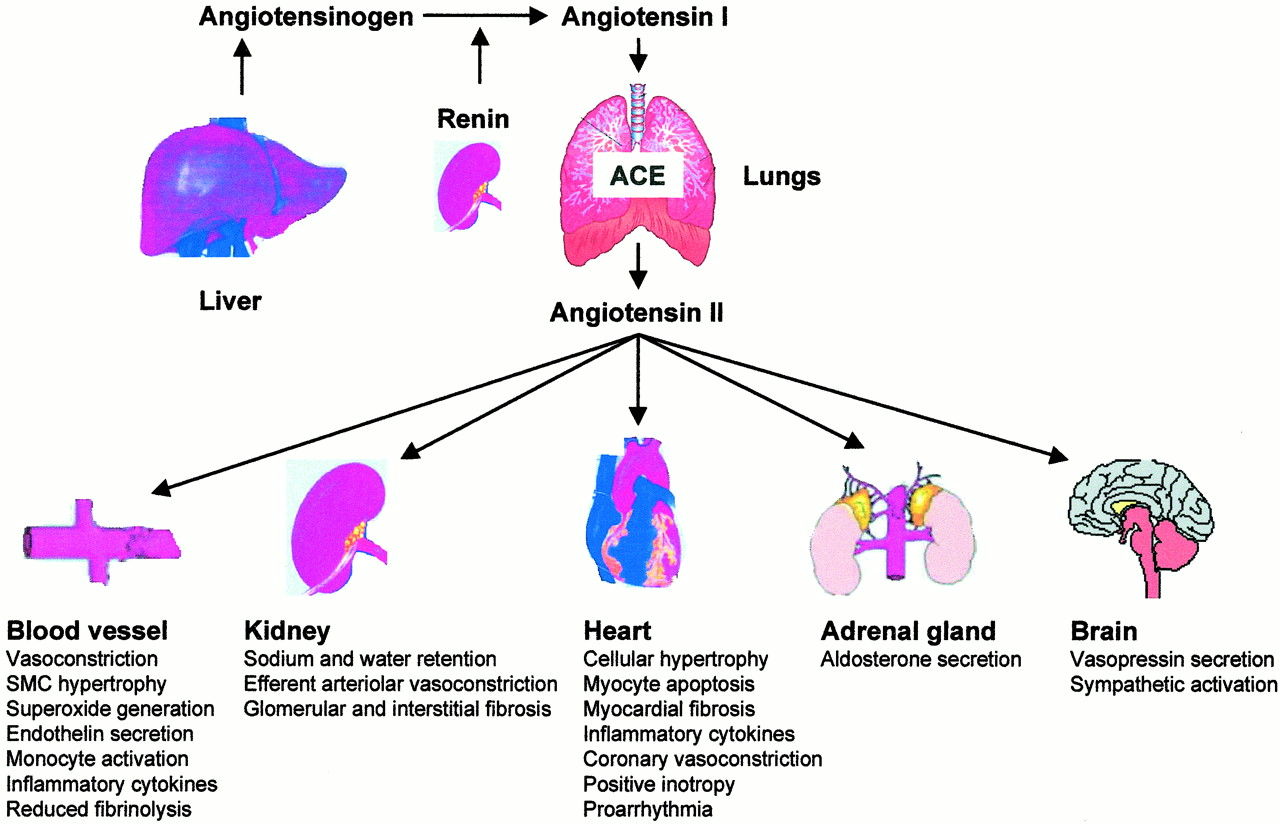 Angiotensinogen
Angiotensin I
Renin
ACE
Lungs
Liver
Angiotensin II
Blood vessel
Vasoconstriction
SMC hypertrophy
Superoxide generation
Endothelin secretion
Monocyte activation
Inflammatory cytokines
Reduced fibrinolysis
Kidney
Sodium and water retention
Efferent arteriolar vasoconstriction
Glomerular and interstitial fibrosis
Heart
Cellular hypertrophy
Myocyte apoptosis
Myocardial fibrosis
Inflammatory cytokines
Coronary vasoconstriction
Positive inotropy
Proarrhythmia
Adrenal gland
Aldosterone secretion
Brain
Vasopressin secretion
Sympathetic activation